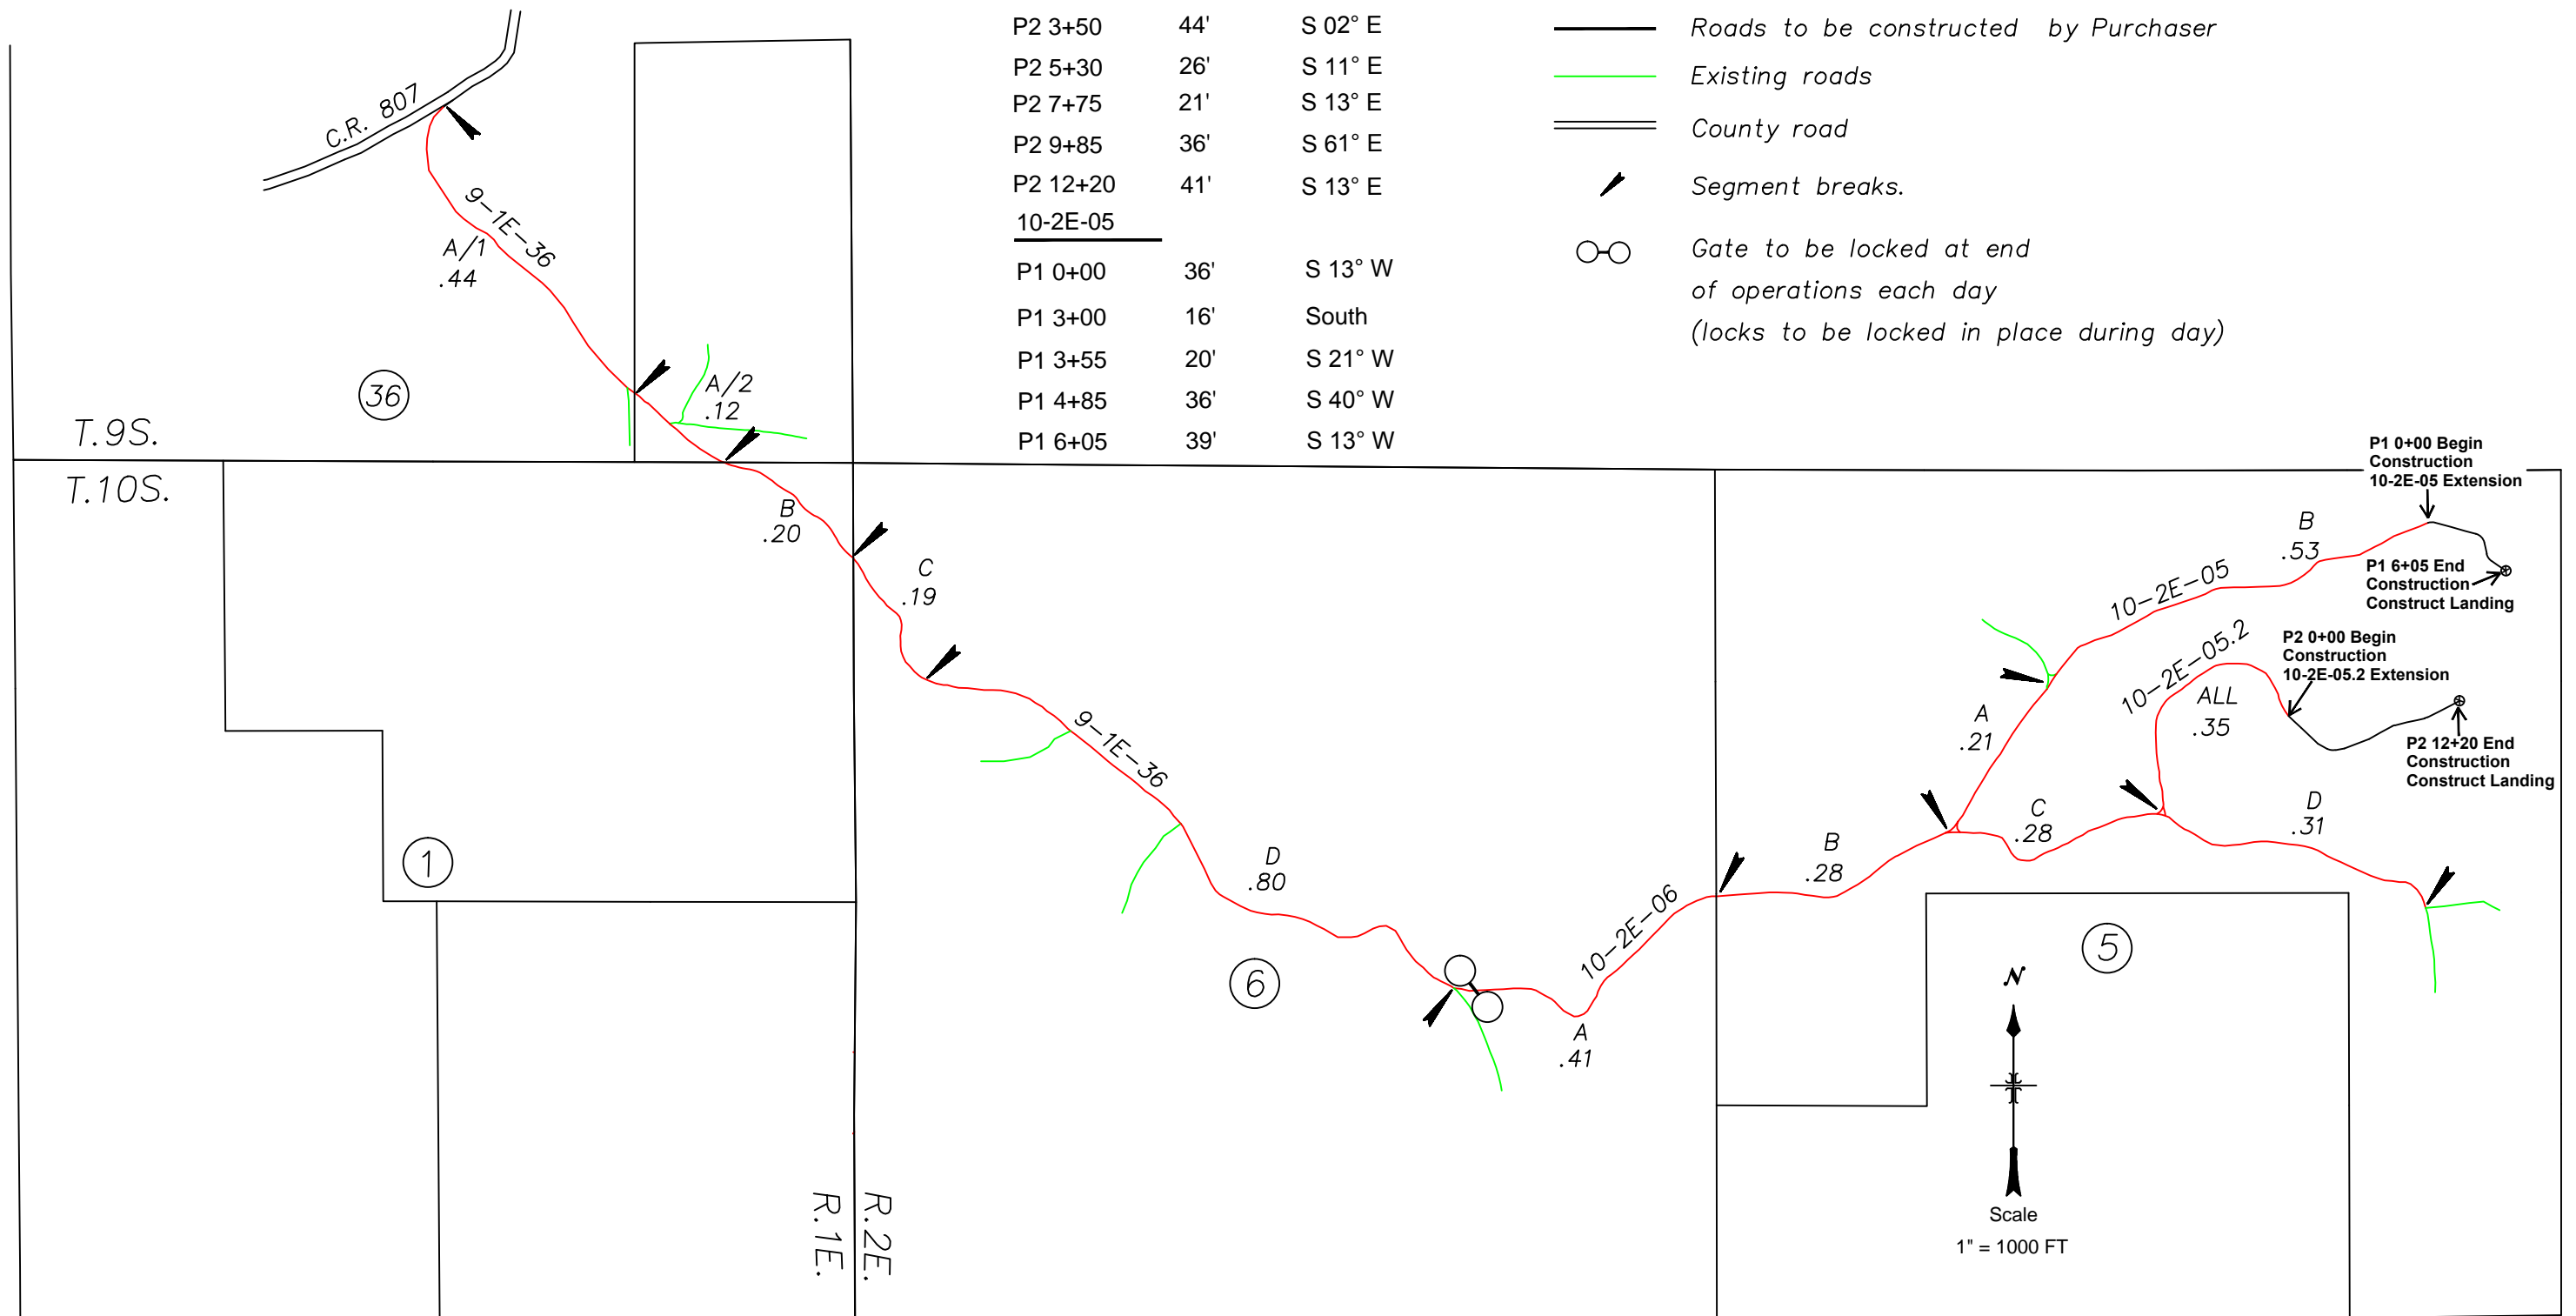 P2 3+50 44' S 02° E
P2 5+30 26' S 11° E
P2 7+75 21' S 13° E
P2 9+85 36' S 61° E
P2 12+20 41' S 13° E
10-2E-05
P1 0+00 36' S 13° W
P1 3+00 16' South
P1 3+55 20' S 21° W
P1 4+85 36' S 40° W
P1 6+05 39' S 13° W
Roads to be constructed by Purchaser
Existing roads
County road
Segment breaks.
Gate to be locked at end
of operations each day
(locks to be locked in place during day)
C.R. 807
9-1E-36
A/1
.44
36
A/2
.12
T.9S.
T.10S.
B
.20
C
.19
1
9-1E-36
D
.80
6
A
.41
10-2E-06
B
.28
A
.21
C
.28
10-2E-05
B
.53
P1 0+00 Begin
Construction
10-2E-05 Extension
P1 6+05 End
Construction
Construct Landing
10-2E-05.2
ALL
.35
P2 0+00 Begin
Construction
10-2E-05.2 Extension
P2 12+20 End
Construction
Construct Landing
D
.31
5
N
Scale
1" = 1000 FT
R.1E.
R.2E.